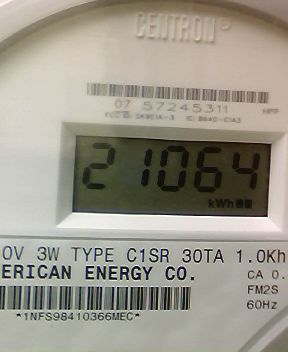 CENTRON®
07 57245311
HPP
21064
kWh
0V 3W TYPE C1SR 30TA 1.0Kh
ERICAN ENERGY CO.
CA 0.
FM2S
60Hz
*1NFS98410366MEC*